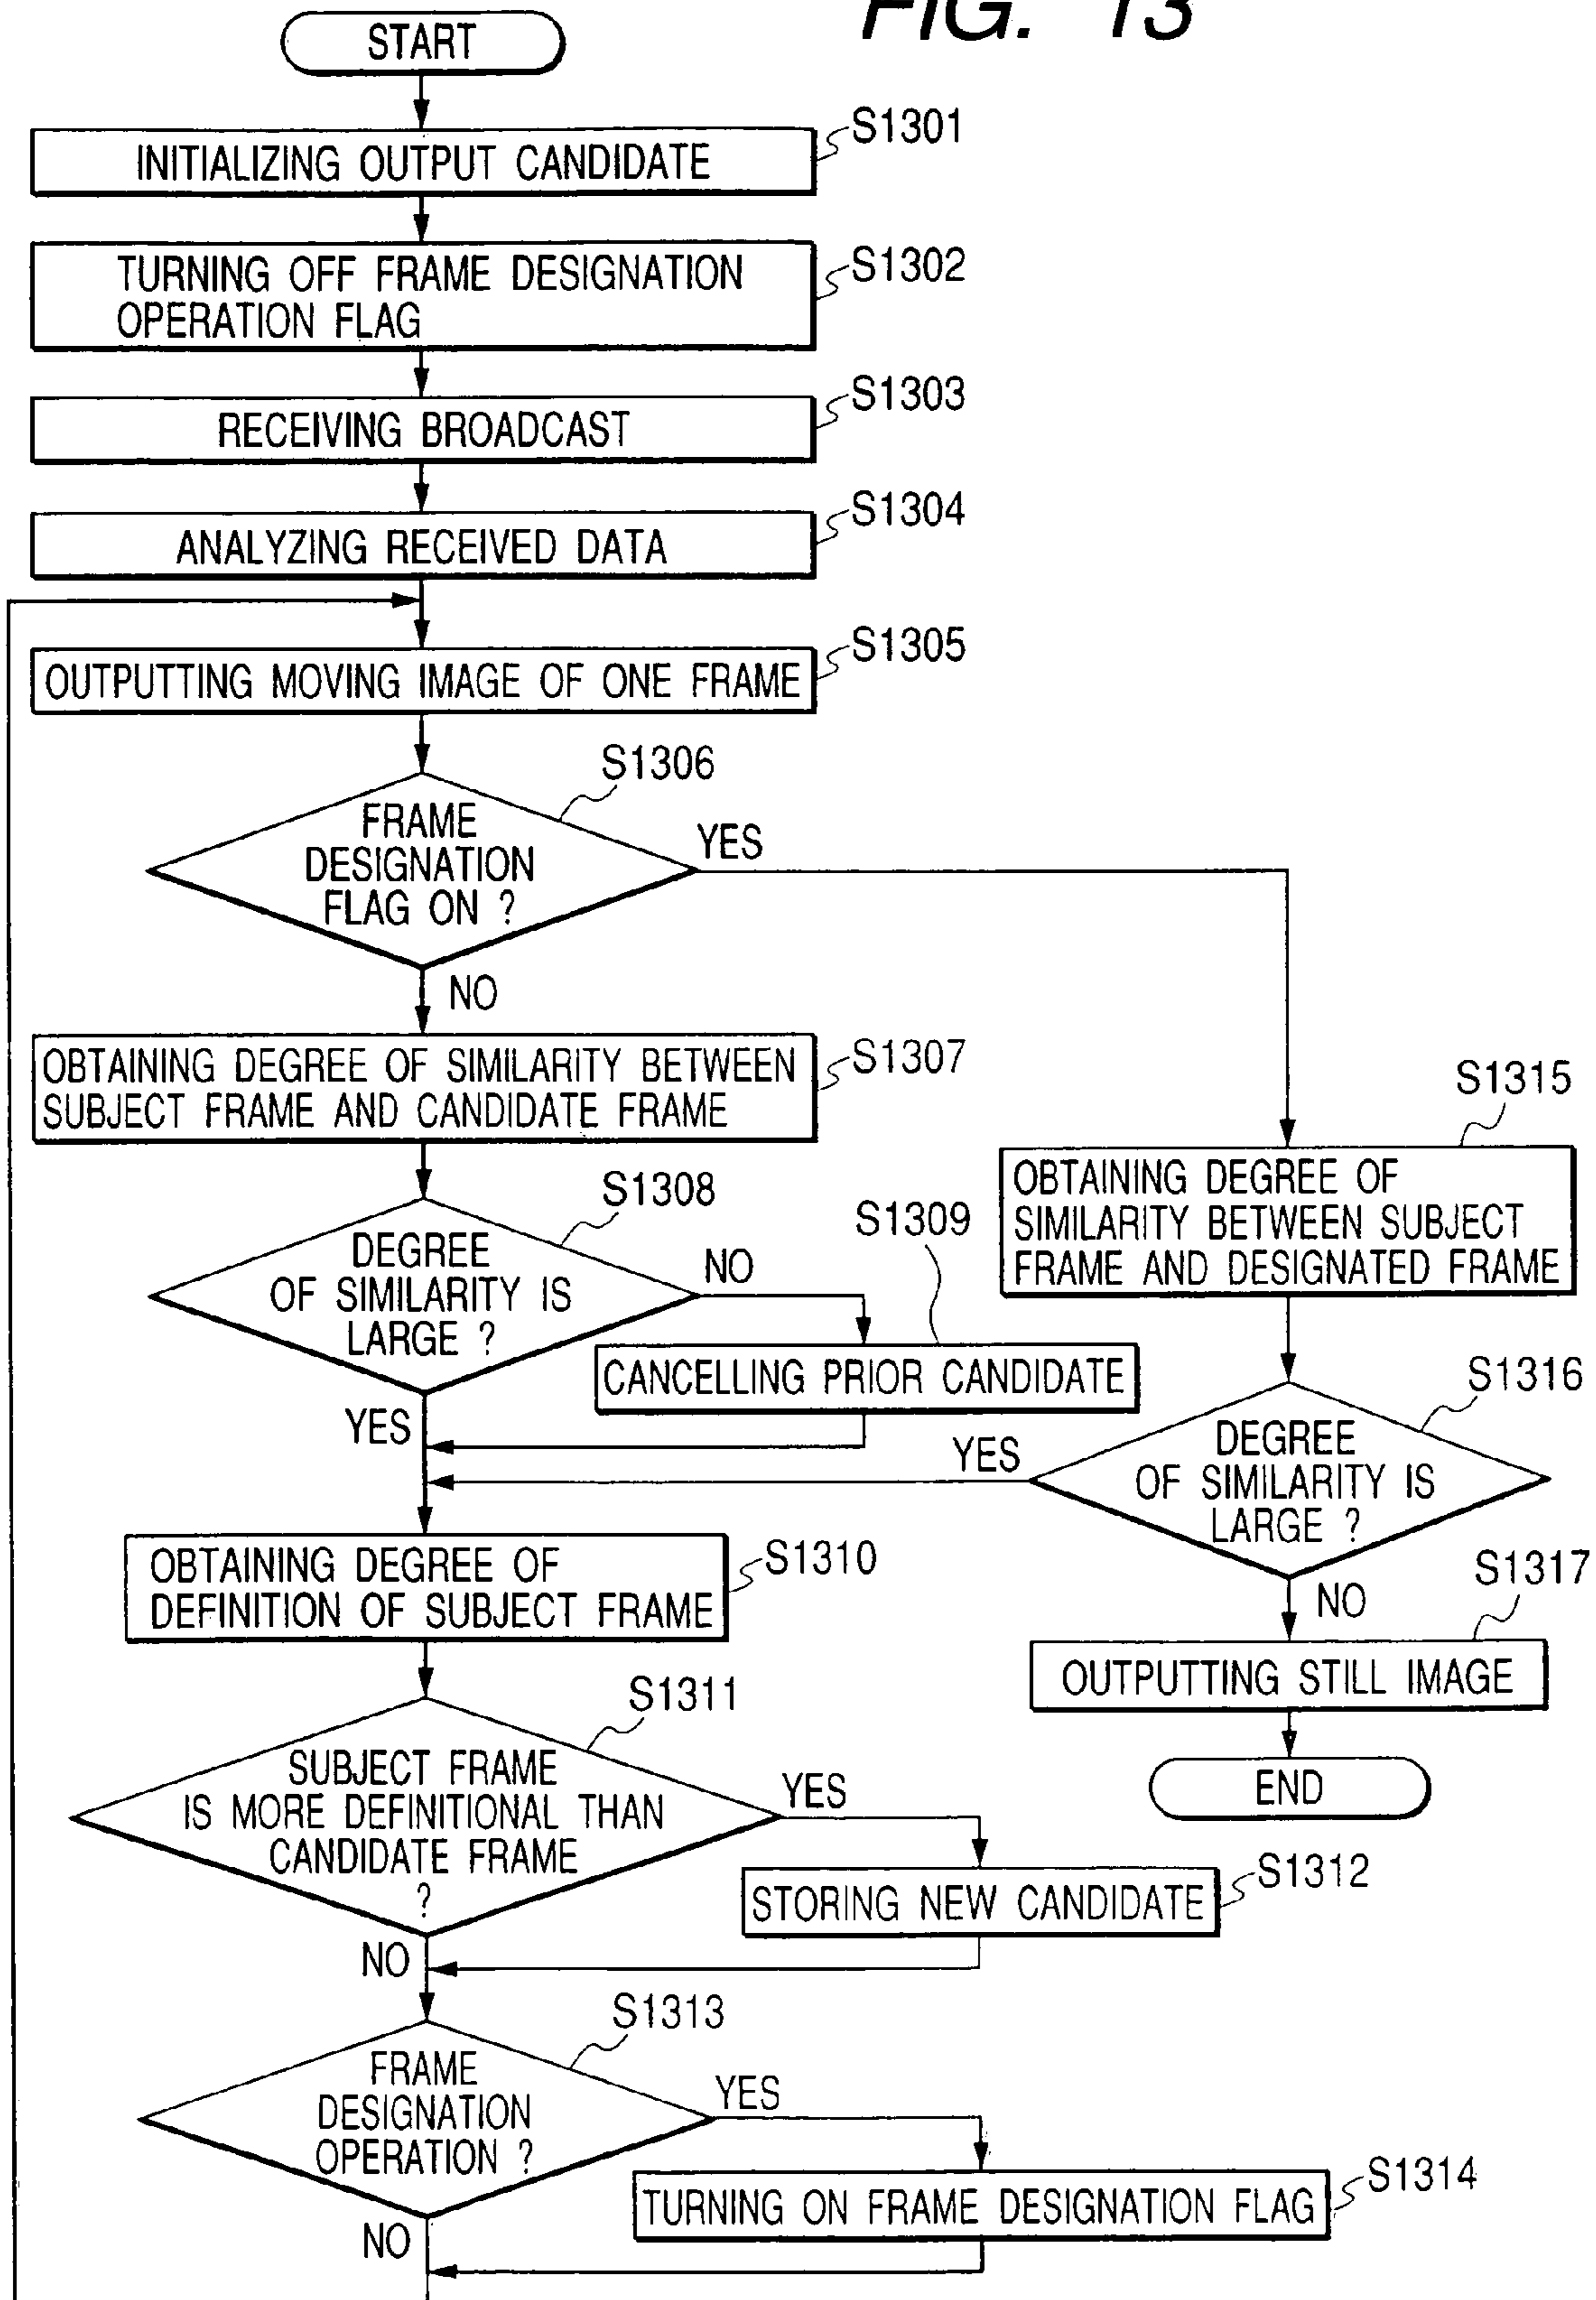 FIG. 13
START
S1301
INITIALIZING OUTPUT CANDIDATE
S1302
TURNING OFF FRAME DESIGNATION
OPERATION FLAG
S1303
RECEIVING BROADCAST
S1304
ANALYZING RECEIVED DATA
S1305
OUTPUTTING MOVING IMAGE OF ONE FRAME
S1306
FRAME
DESIGNATION
FLAG ON ?
YES
NO
S1307
OBTAINING DEGREE OF SIMILARITY BETWEEN
SUBJECT FRAME AND CANDIDATE FRAME
S1315
OBTAINING DEGREE OF
SIMILARITY BETWEEN SUBJECT
FRAME AND DESIGNATED FRAME
S1308
DEGREE
OF SIMILARITY IS
LARGE ?
NO
YES
S1309
CANCELLING PRIOR CANDIDATE
S1316
DEGREE
OF SIMILARITY IS
LARGE ?
YES
NO
S1310
OBTAINING DEGREE OF
DEFINITION OF SUBJECT FRAME
S1317
OUTPUTTING STILL IMAGE
END
S1311
SUBJECT FRAME
IS MORE DEFINITIONAL THAN
CANDIDATE FRAME
?
YES
NO
S1312
STORING NEW CANDIDATE
S1313
FRAME
DESIGNATION
OPERATION ?
YES
NO
S1314
TURNING ON FRAME DESIGNATION FLAG